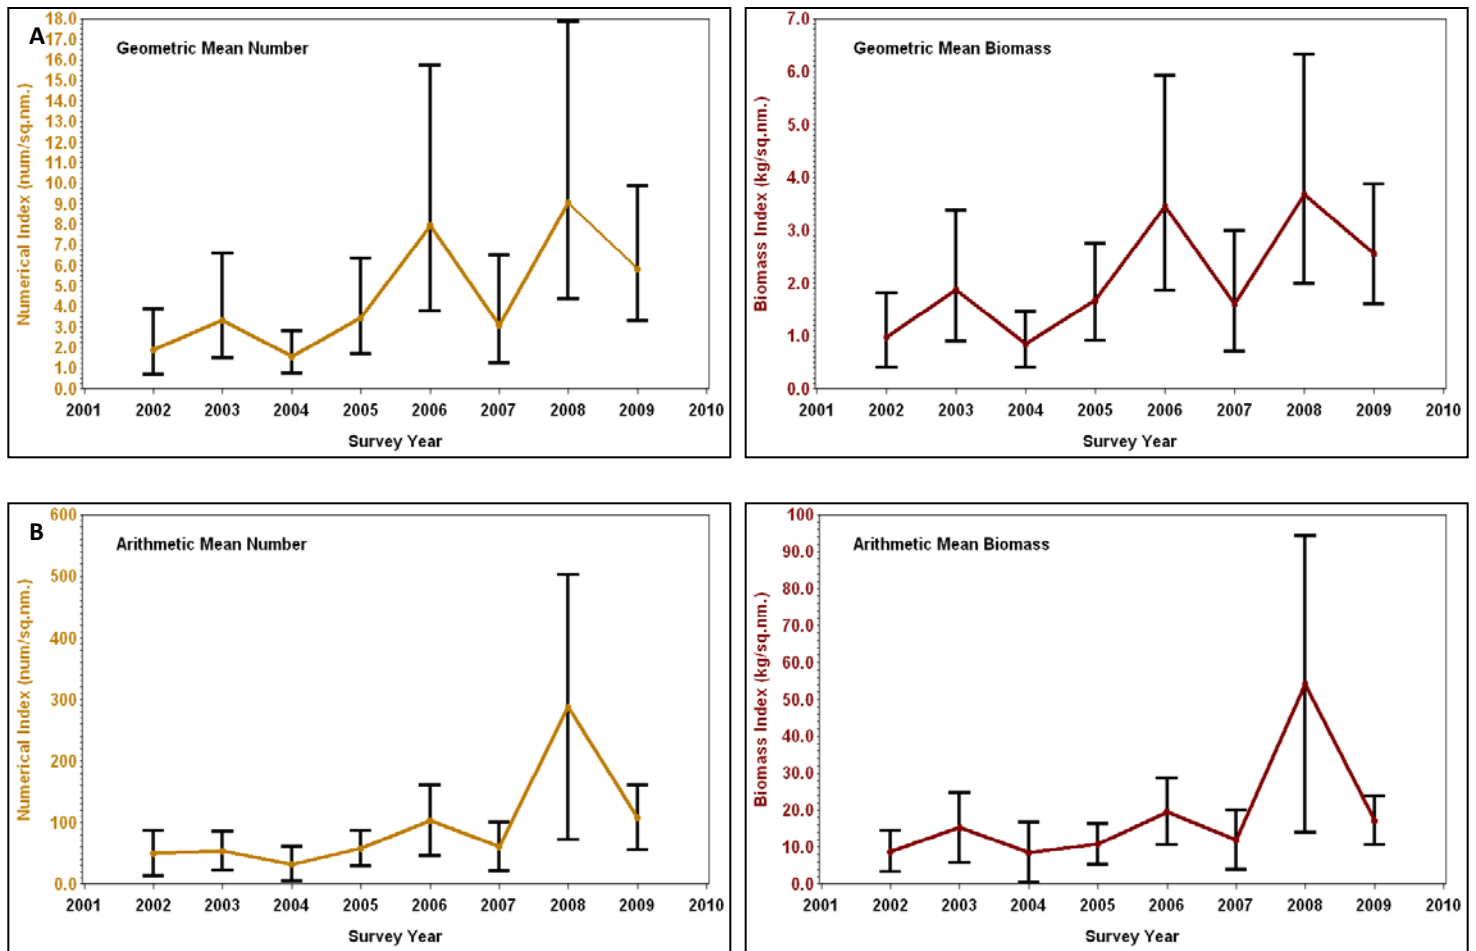 A
Geometric Mean Number
Numerical Index (num/sq.nm.)
18.0
17.0
16.0
15.0
14.0
13.0
12.0
11.0
10.0
9.0
8.0
7.0
6.0
5.0
4.0
3.0
2.0
1.0
0.0
2001 2002 2003 2004 2005 2006 2007 2008 2009 2010
Survey Year
Geometric Mean Biomass
Biomass Index (kg/sq.nm.)
7.0
6.0
5.0
4.0
3.0
2.0
1.0
0.0
2001 2002 2003 2004 2005 2006 2007 2008 2009 2010
Survey Year
B
Arithmetic Mean Number
Numerical Index (num/sq.nm.)
600
500
400
300
200
100
0.0
2001 2002 2003 2004 2005 2006 2007 2008 2009 2010
Survey Year
Arithmetic Mean Biomass
Biomass Index (kg/sq.nm.)
100
90.0
80.0
70.0
60.0
50.0
40.0
30.0
20.0
10.0
0.0
2001 2002 2003 2004 2005 2006 2007 2008 2009 2010
Survey Year